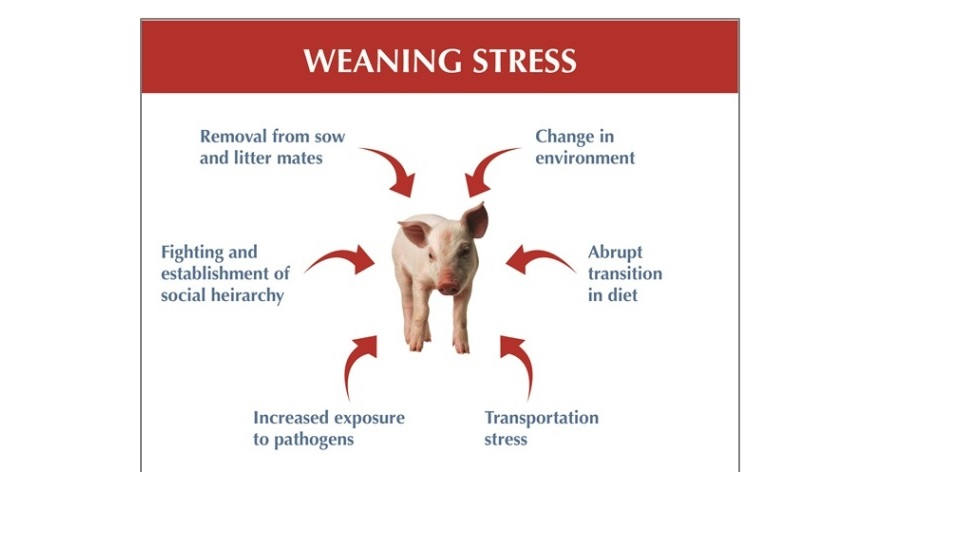 WEANING STRESS
Removal from sow
and litter mates
Change in
environment
Fighting and
establishment of
social heirarchy
Abrupt
transition
in diet
Increased exposure
to pathogens
Transportation
stress